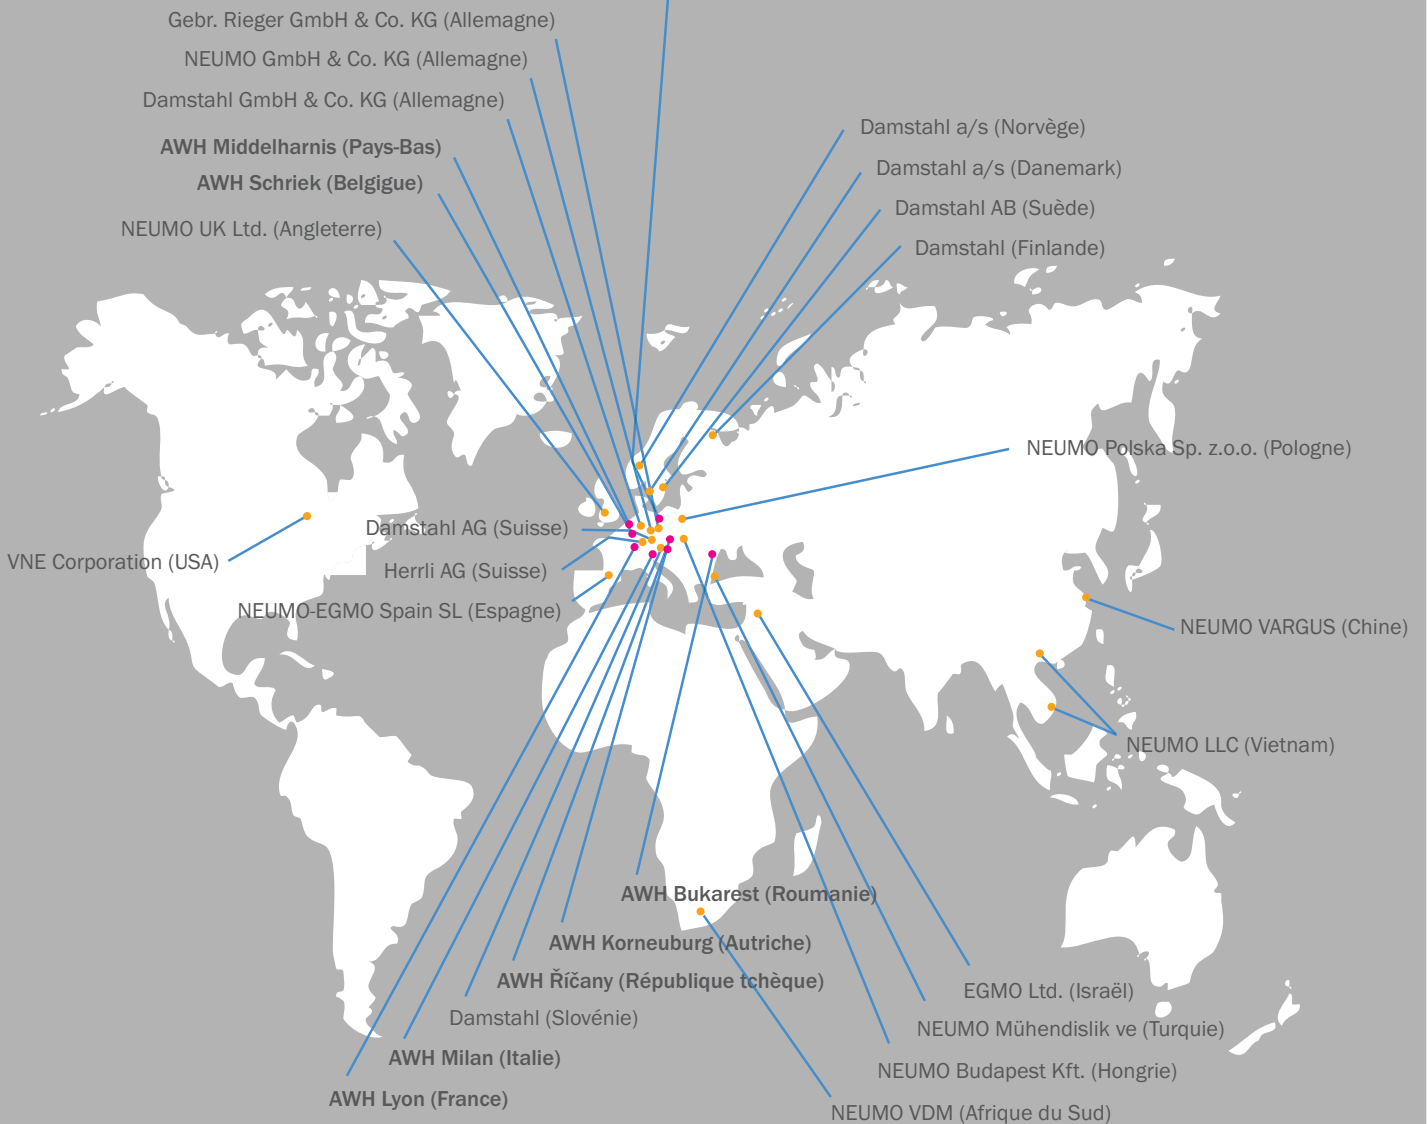 Gebr. Rieger GmbH & Co. KG (Allemagne)
NEUMO GmbH & Co. KG (Allemagne)
Damstahl GmbH & Co. KG (Allemagne)
AWH Middelharnis (Pays-Bas)
AWH Schriek (Belgigue)
NEUMO UK Ltd. (Angleterre)
Damstahl a/s (Norvège)
Damstahl a/s (Danemark)
Damstahl AB (Suède)
Damstahl (Finlande)
NEUMO Polska Sp. z.o.o. (Pologne)
Damstahl AG (Suisse)
VNE Corporation (USA)
Herrli AG (Suisse)
NEUMO-EGMO Spain SL (Espagne)
NEUMO VARGUS (Chine)
NEUMO LLC (Vietnam)
AWH Bukarest (Roumanie)
AWH Korneuburg (Autriche)
AWH Říčany (République tchèque)
Damstahl (Slovénie)
AWH Milan (Italie)
AWH Lyon (France)
EGMO Ltd. (Israël)
NEUMO Mühendislik ve (Turquie)
NEUMO Budapest Kft. (Hongrie)
NEUMO VDM (Afrique du Sud)